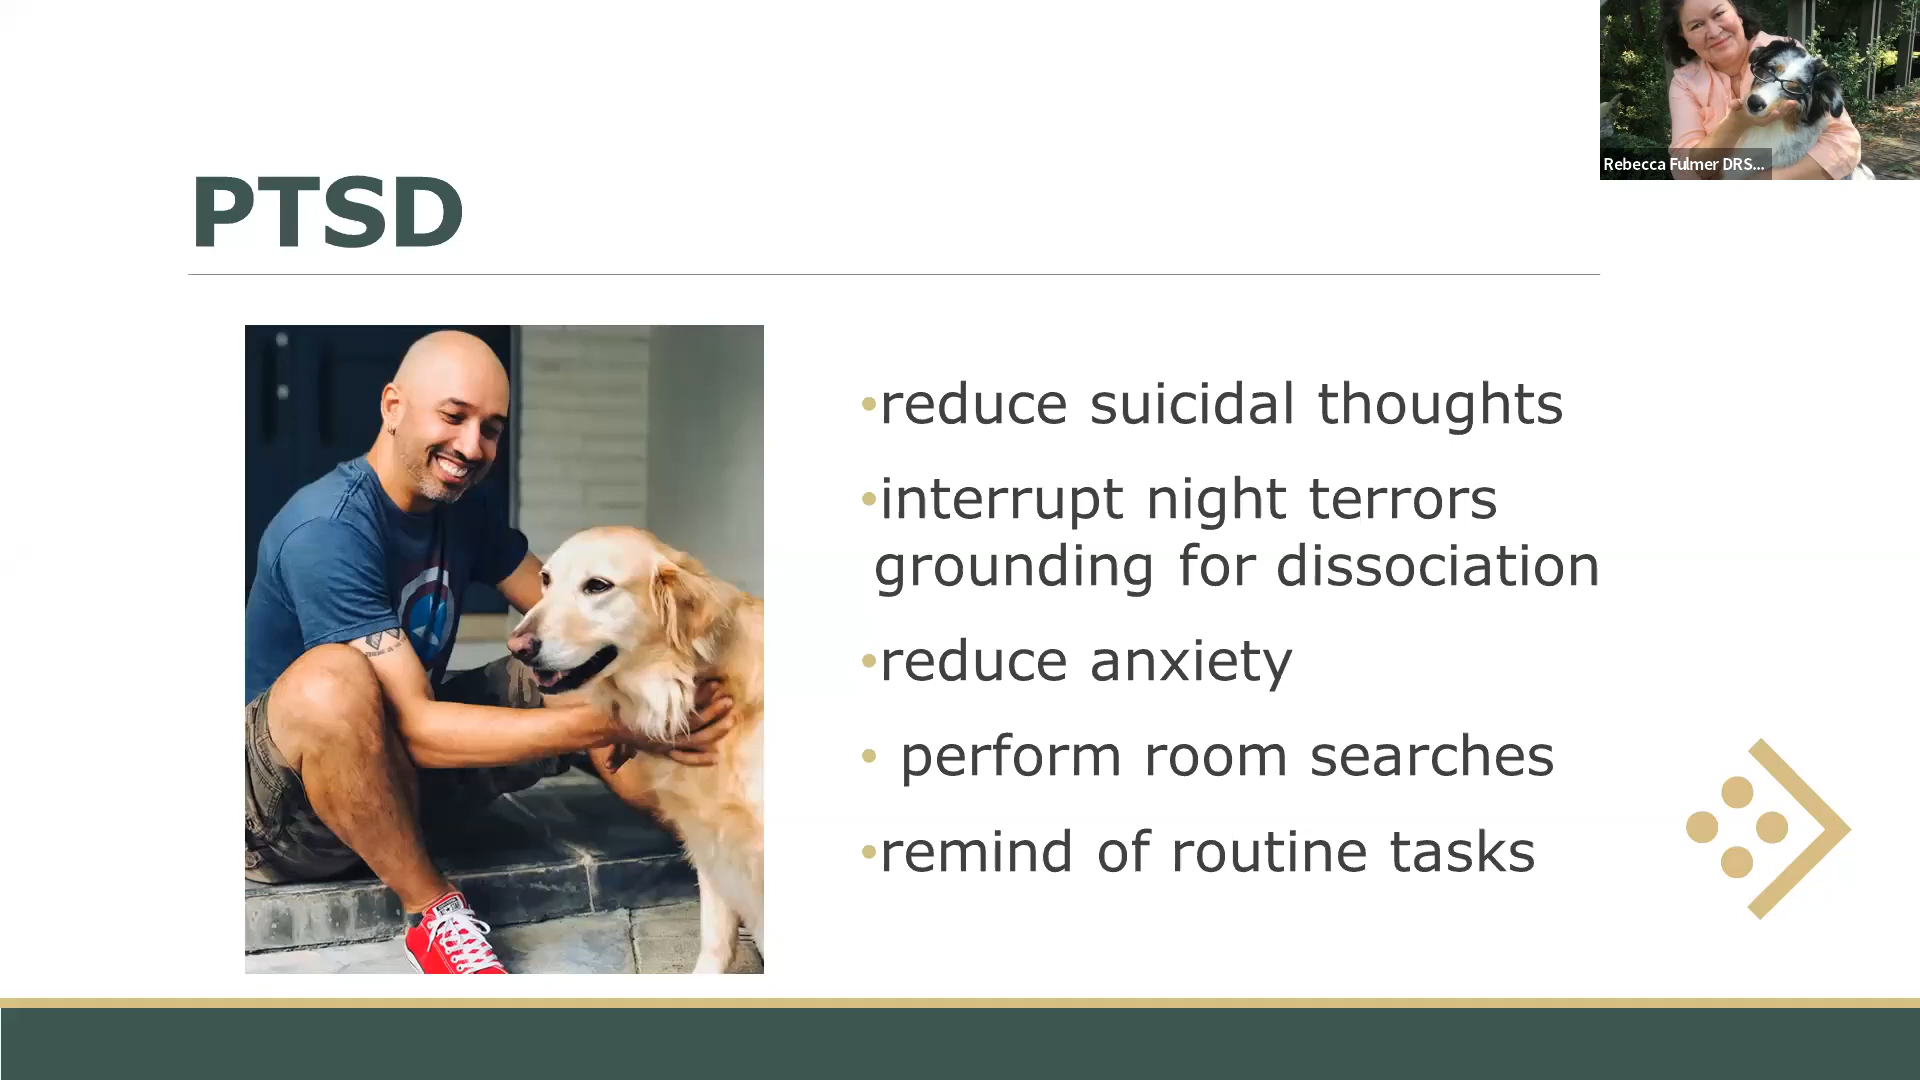 Rebecca Fulmer DRS...
PTSD
•reduce suicidal thoughts
•interrupt night terrors
grounding for dissociation
•reduce anxiety
• perform room searches
•remind of routine tasks